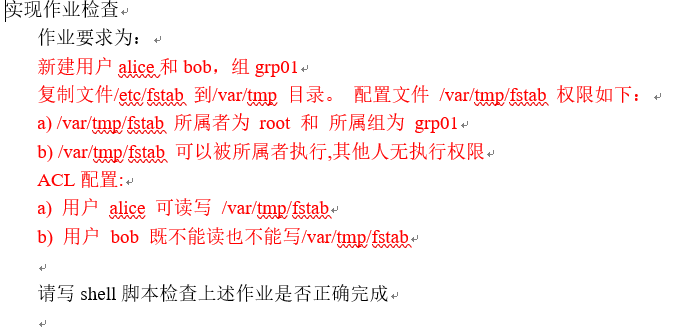 实现作业检查
作业要求为：
新建用户 alice 和 bob，组 grp01
复制文件/etc/fstab 到/var/tmp 目录。 配置文件 /var/tmp/fstab 权限如下：
a) /var/tmp/fstab 所属者为 root 和 所属组为 grp01
b) /var/tmp/fstab 可以被所属者执行,其他人无执行权限
ACL 配置:
a) 用户 alice 可读写 /var/tmp/fstab
b) 用户 bob 既不能读也不能写/var/tmp/fstab
请写 shell 脚本检查上述作业是否正确完成